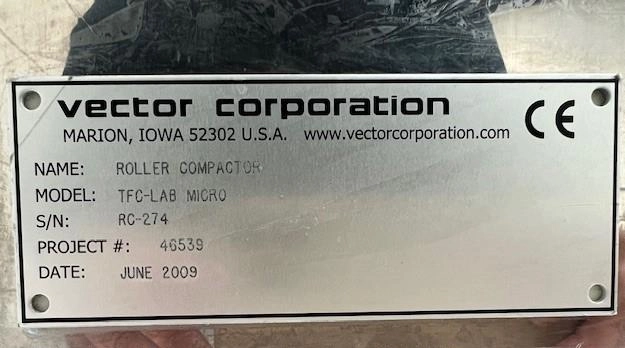 vector corporation
MARION, IOWA 52302 U.S.A. www.vectorcorporation.com CE
NAME: ROLLER COMPACTOR
MODEL: TFC-LAB MICRO
S/N: RC-274
PROJECT #: 46539
DATE: JUNE 2009